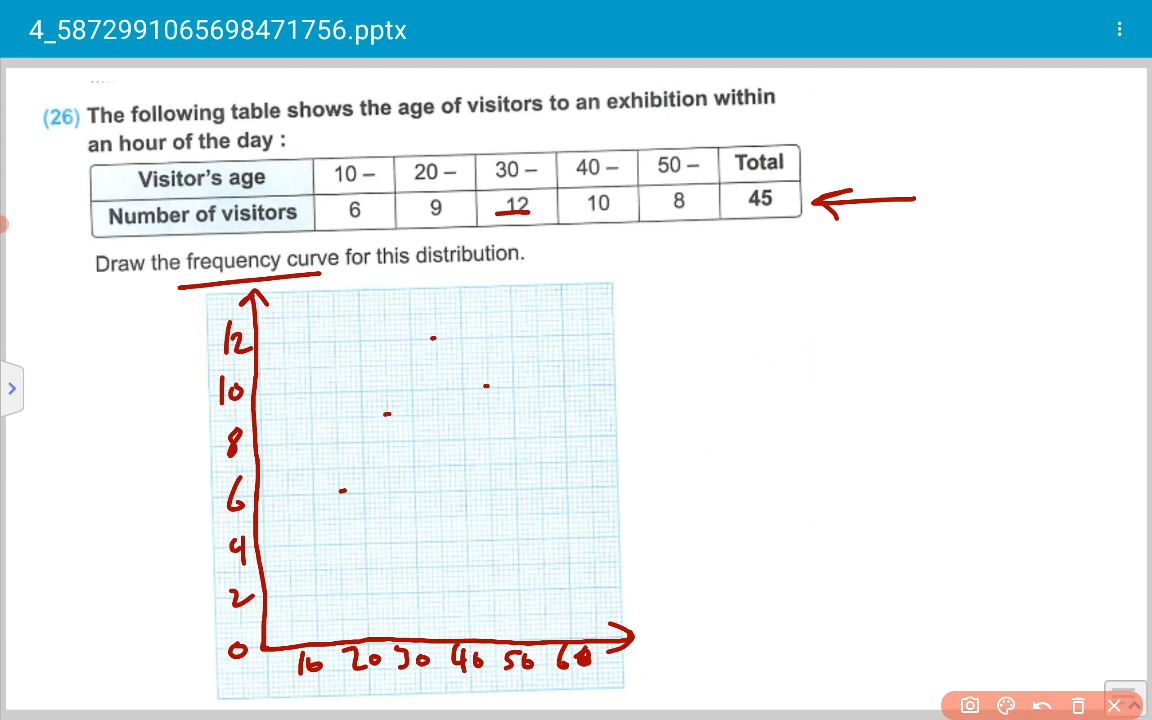 4_5872991065698471756.pptx
(26) The following table shows the age of visitors to an exhibition within
an hour of the day :
Visitor's age 10 – 20 – 30 – 40 – 50 – Total
Number of visitors 6 9 12 10 8 45
Draw the frequency curve for this distribution.
12
10
8
6
4
2
0
10 20 30 40 50 60